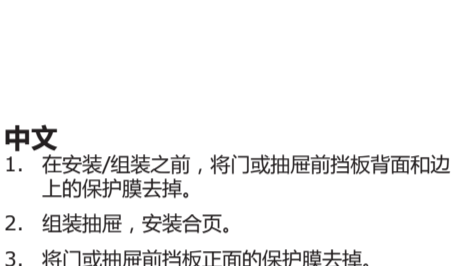 中文
1. 在安装/组装之前，将门或抽屉前挡板背面和边
上的保护膜去掉。
2. 组装抽屉，安装合页。
3. 将门或抽屉前挡板正面的保护膜去掉。